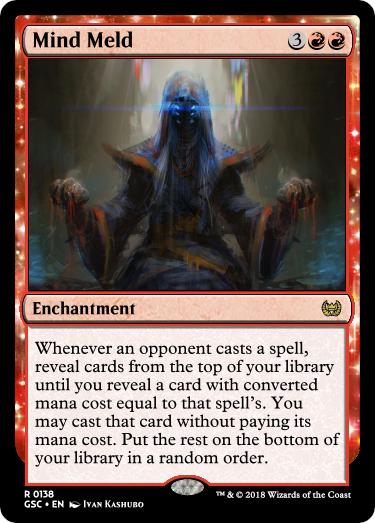 Mind Meld 3
Enchantment
Whenever an opponent casts a spell,
reveal cards from the top of your library
until you reveal a card with converted
mana cost equal to that spell's. You
may cast that card without paying its
mana cost. Put the rest on the bottom of
your library in a random order.
R 0138
GSC • EN Ivan Kashubo
™ & © 2018 Wizards of the Coast